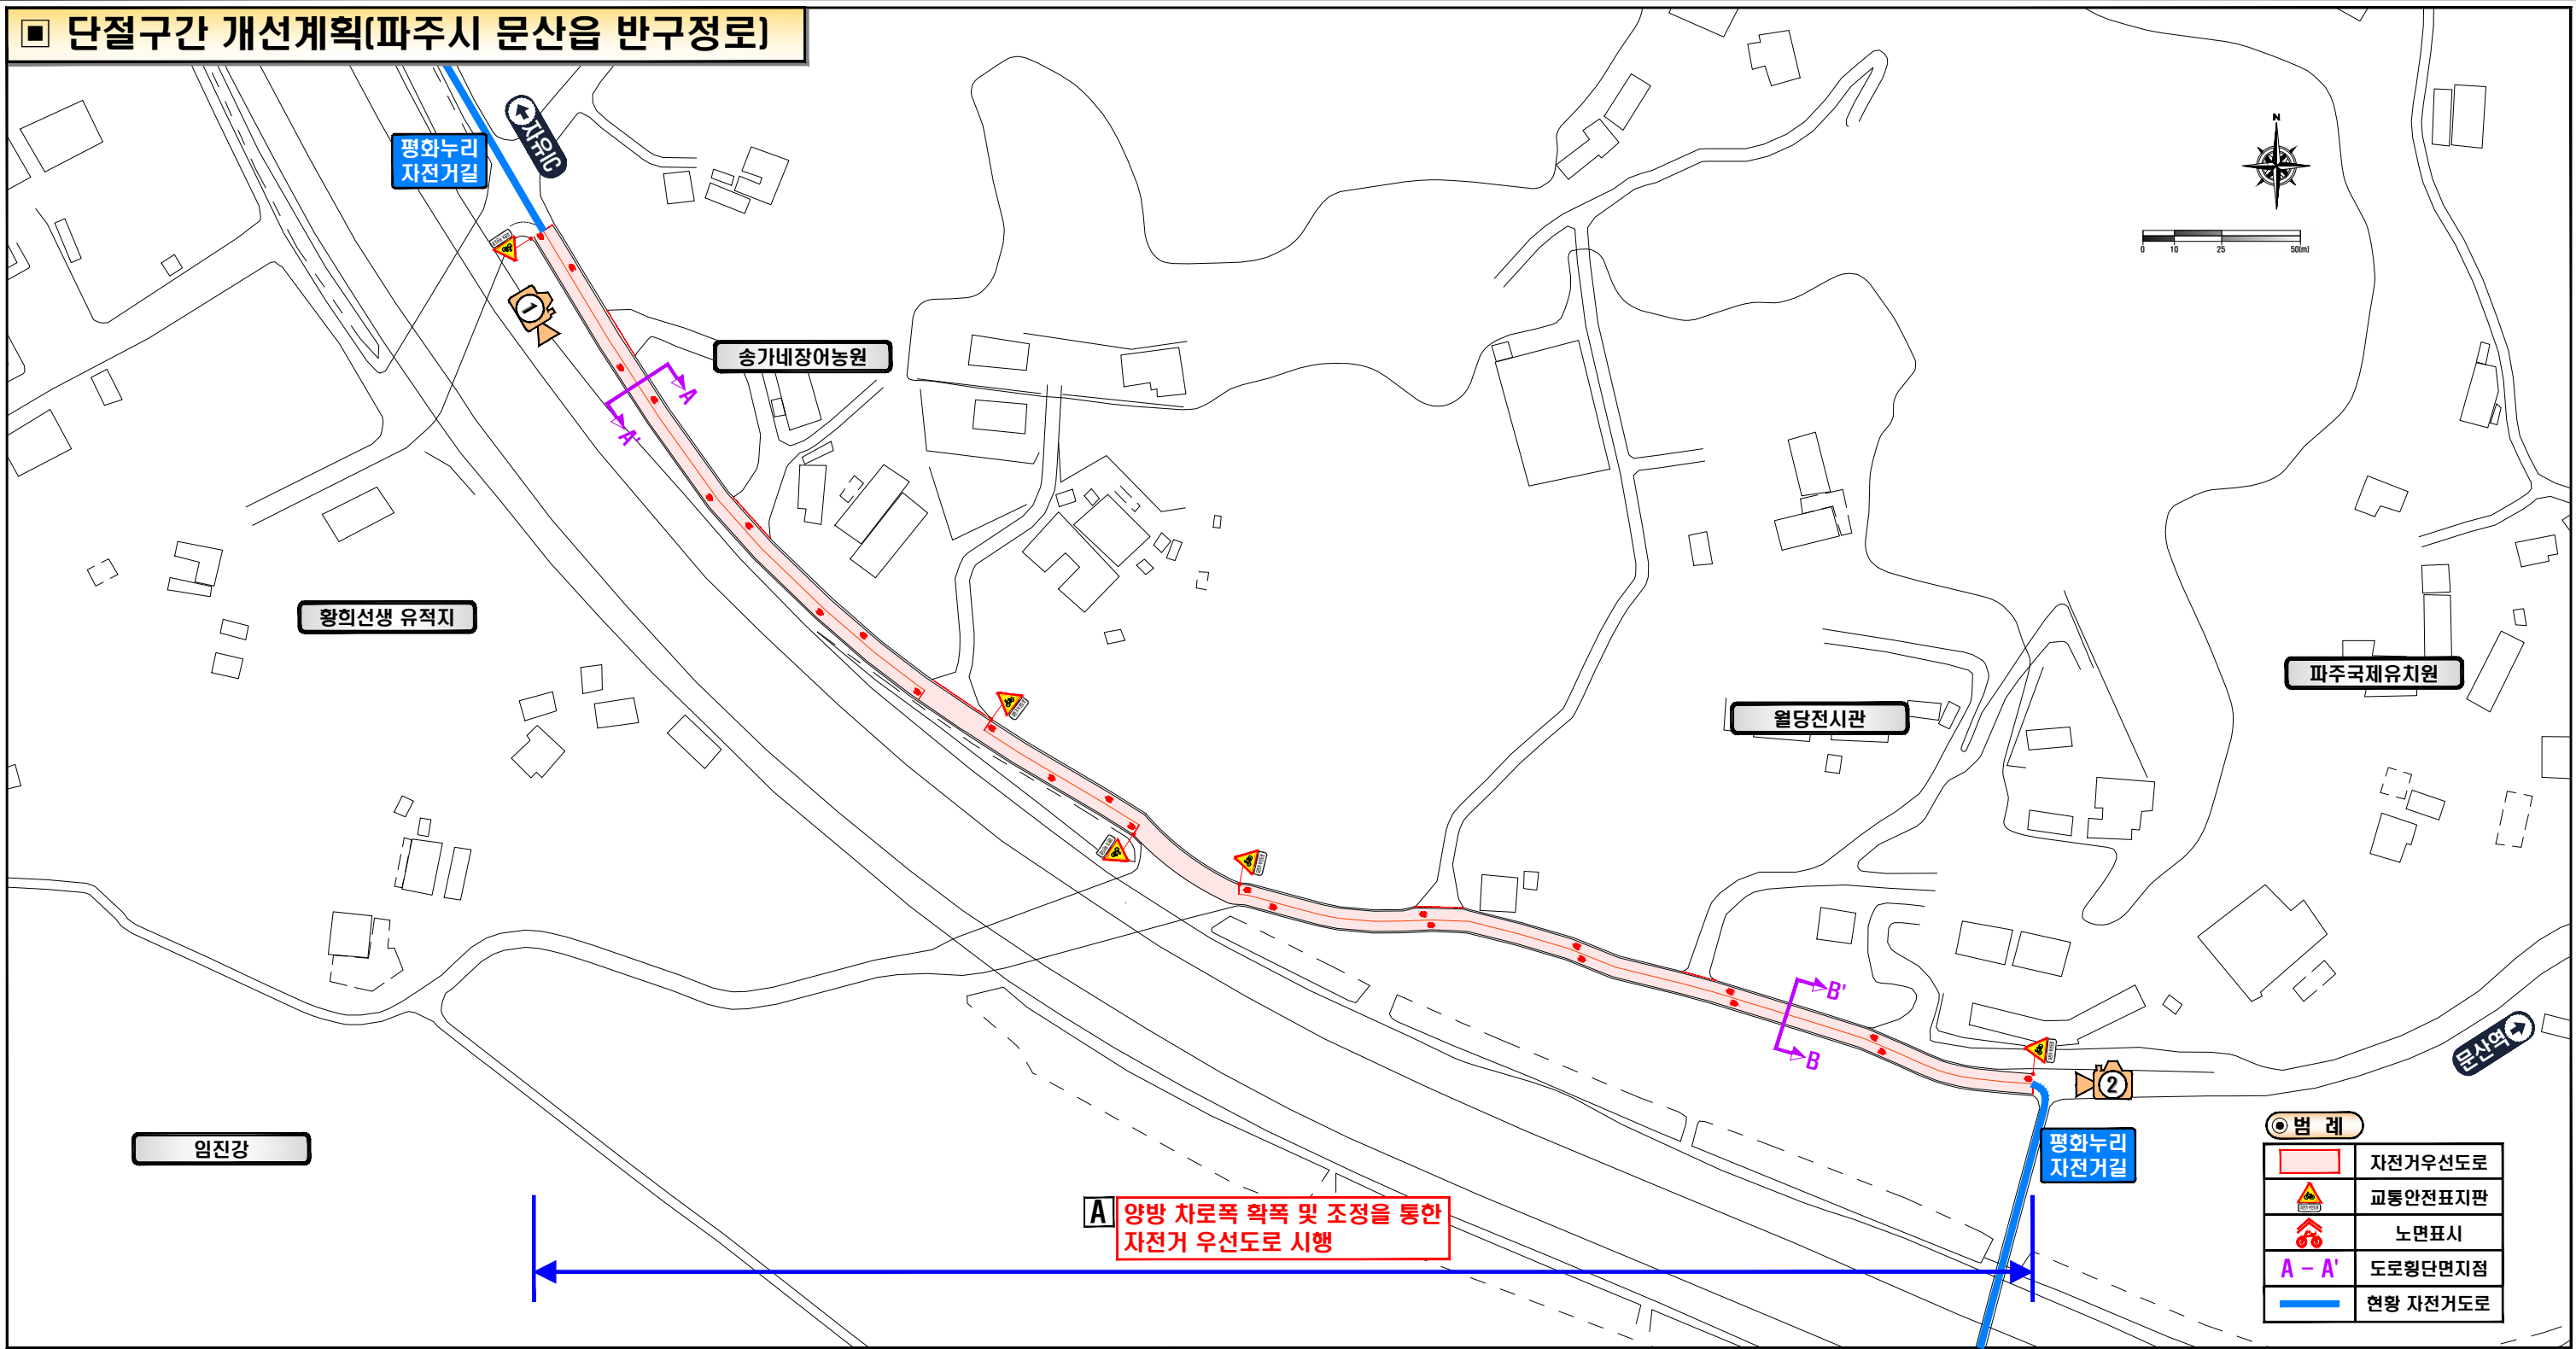 ▣ 단절구간 개선계획(파주시 문산읍 반구정로)
평화누리
자전거길
자유IC
N
0 10 25 50(m)
1
송가네장어농원
A
A'
황희선생 유적지
파주국제유치원
월당전시관
B'
B
문산역
2
임진강
평화누리
자전거길
A
양방 차로폭 확폭 및 조정을 통한
자전거 우선도로 시행
범 례
자전거우선도로
교통안전표지판
노면표시
A - A' 도로횡단면지점
현황 자전거도로